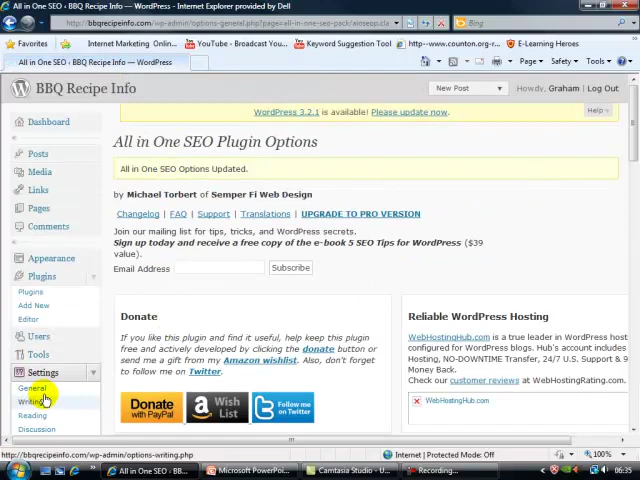 All in One SEO ‹ BBQ Recipe Info — WordPress - Internet Explorer provided by Dell
http://bbqrecipeinfo.com/wp-admin/options-general.php?page=all-in-one-seo-pack/aioseop.cla
Bing
Favorites
Internet Marketing Online
YouTube - Broadcast You...
Keyword Suggestion Tool
http--www.counton.org-r...
E-Learning Heroes
All in One SEO ‹ BBQ Recipe Info — WordPress
Page
Safety
Tools
BBQ Recipe Info
New Post
Howdy, Graham | Log Out
WordPress 3.2.1 is available! Please update now.
Help
Dashboard
Posts
Media
Links
Pages
Comments
Appearance
Plugins
Plugins
Add New
Editor
Users
Tools
Settings
General
Writing
Reading
Discussion
All in One SEO Plugin Options
All in One SEO Options Updated.
by Michael Torbert of Semper Fi Web Design
Changelog | FAQ | Support | Translations | UPGRADE TO PRO VERSION
Join our mailing list for tips, tricks, and WordPress secrets.
Sign up today and receive a free copy of the e-book 5 SEO Tips for WordPress ($39
value).
Email Address
Subscribe
Donate
If you like this plugin and find it useful, help keep this plugin
free and actively developed by clicking the donate button or
send me a gift from my Amazon wishlist. Also, don't forget
to follow me on Twitter.
DONATE
with PayPal
Wish
List
Follow me
on Twitter
Reliable WordPress Hosting
WebHostingHub.com is a true leader in WordPress host
configured for WordPress blogs. Hub's account includes
Hosting, NO-DOWNTIME Transfer, 24/7 U.S. Support & 9
Money Back.
Check our customer reviews at WebHostingRating.com.
WebHostingHub.com
http://bbqrecipeinfo.com/wp-admin/options-writing.php
Internet | Protected Mode: Off
100%
All in One SEO ‹ BB...
Microsoft PowerPoi...
Camtasia Studio - ...
Recording...
06:35